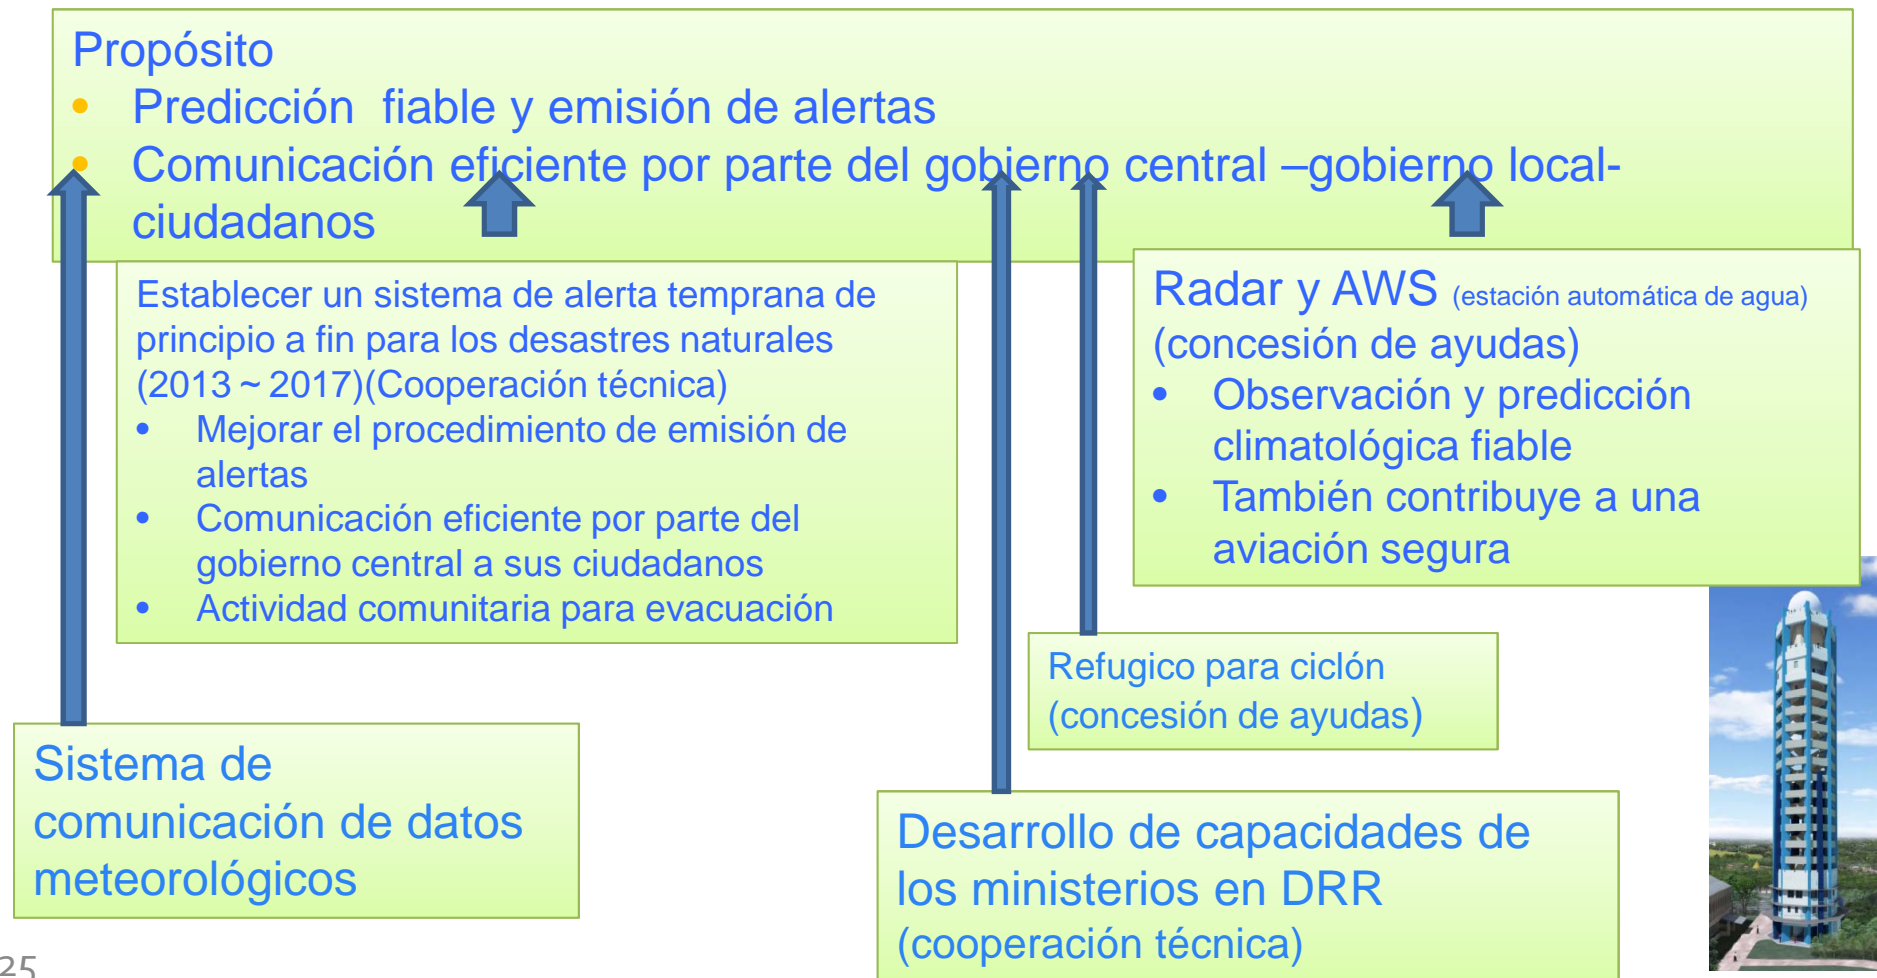 Propósito
• Predicción fiable y emisión de alertas
• Comunicación eficiente por parte del gobierno central –gobierno local-
ciudadanos
Establecer un sistema de alerta temprana de
principio a fin para los desastres naturales
(2013 ~ 2017)(Cooperación técnica)
• Mejorar el procedimiento de emisión de
alertas
• Comunicación eficiente por parte del
gobierno central a sus ciudadanos
• Actividad comunitaria para evacuación
Radar y AWS (estación automática de agua)
(concesión de ayudas)
• Observación y predicción
climatológica fiable
• También contribuye a una
aviación segura
Refugico para ciclón
(concesión de ayudas)
Sistema de
comunicación de datos
meteorológicos
Desarrollo de capacidades de
los ministerios en DRR
(cooperación técnica)
25